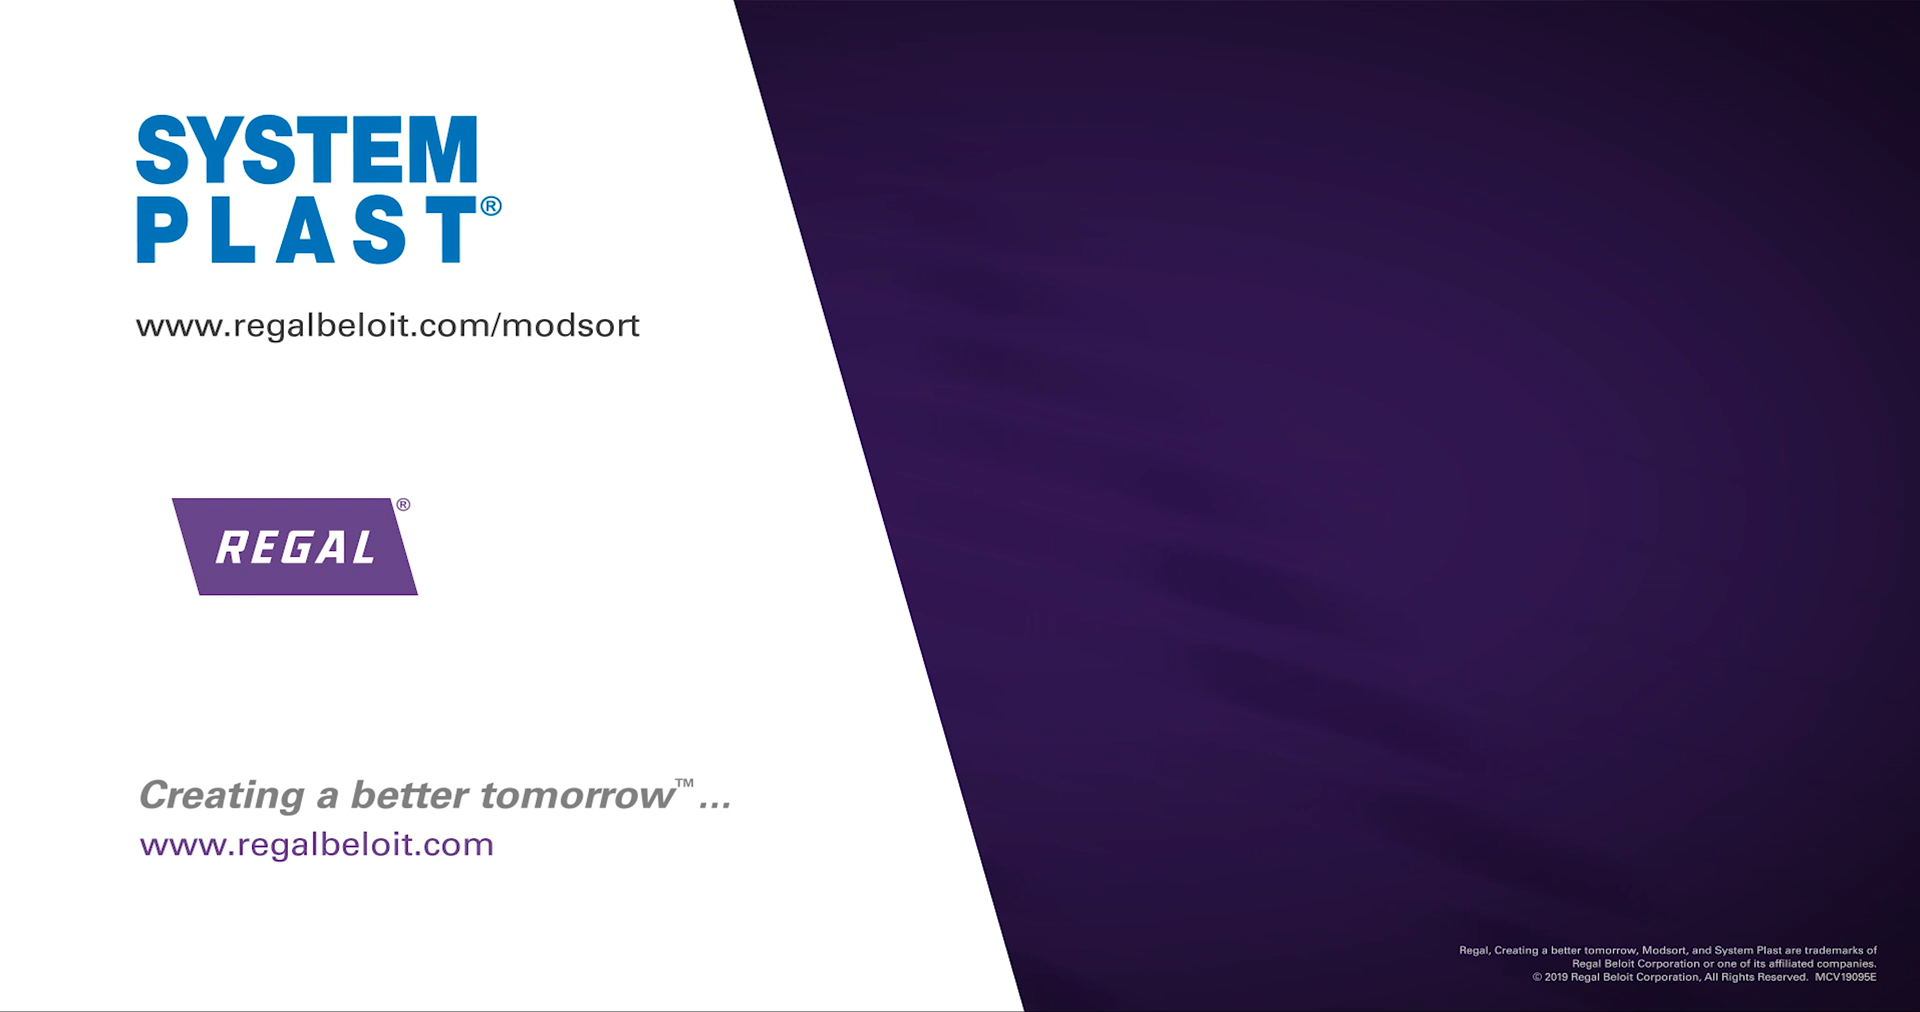 SYSTEM
PLAST®
www.regalbeloit.com/modsort
REGAL®
Creating a better tomorrow™...
www.regalbeloit.com
Regal, Creating a better tomorrow, Modsort, and System Plast are trademarks of
Regal Beloit Corporation or one of its affiliated companies.
© 2019 Regal Beloit Corporation, All Rights Reserved. MCV19095E